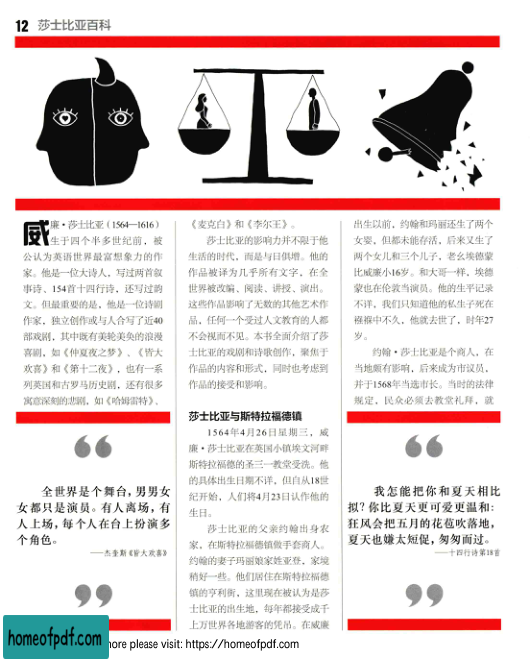 12 莎士比亚百科
威廉·莎士比亚(1564—1616)
生于四个半多世纪前,被
公认为英语世界最富想象力的作
家。他是一位大诗人,写过两首叙
事诗、154首十四行诗,还写过韵
文。但最重要的是,他是一位诗剧
作家,独立创作或与人合写了近40
部戏剧,其中既有美轮美奂的浪漫
喜剧,如《仲夏夜之梦》、《皆大
欢喜》和《第十二夜》,也有一系
列英国和古罗马历史剧,还有很多
寓意深刻的悲剧,如《哈姆雷特》、
全世界是个舞台,男男女
女都只是演员。有人离场,有
人上场,每个人在台上扮演多
个角色。
——杰奎斯《皆大欢喜》
《麦克白》和《李尔王》。
莎士比亚的影响力并不限于他
生活的时代,而是与日俱增。他的
作品被译为几乎所有文字,在全
世界被改编、阅读、讲授、演出。
这些作品影响了无数的其他艺术作
品,任何一个受过人文教育的人都
不会视而不见。本书全面介绍了莎
士比亚的戏剧和诗歌创作,聚焦于
作品的内容和形式,同时也考虑到
作品的接受和影响。
莎士比亚与斯特拉福德镇
1564年4月26日星期三,威
廉·莎士比亚在英国小镇埃文河畔
斯特拉福德的圣三一教堂受洗。他
的具体出生日期不详,但自从18世
纪开始,人们将4月23日认作他的
生日。
莎士比亚的父亲约翰出身农
家,在斯特拉福德镇做手套商人。
约翰的妻子玛丽娘家姓亚登,家境
稍好一些。他们居住在斯特拉福德
镇的亨利街,这里现在被认为是莎
士比亚的出生地,每年都接受成千
上万世界各地游客的凭吊。在威廉
出生以前,约翰和玛丽还生了两个
女婴,但都未能存活,后来又生了
两个女儿和三个儿子,老幺埃德蒙
比威廉小16岁。和大哥一样,埃德
蒙也在伦敦当演员。他的生平记录
不详,我们只知道他的私生子死在
襁褓中不久,他就去世了,时年27
岁。
约翰·莎士比亚是个商人,在
当地颇有影响,后来成为市议员,
并于1568年当选市长。当时的法律
规定,民众必须去教堂礼拜,就
我怎能把你和夏天相比
拟?你比夏天更可爱更温和:
狂风会把五月的花苞吹落地,
夏天也嫌太短促,匆匆而过。
——十四行诗第18首
homeofpdf.com
more please visit: https://homeofpdf.com